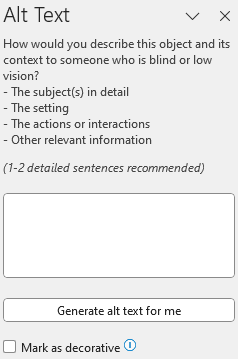 Alt Text
How would you describe this object and its
context to someone who is blind or low
vision?
- The subject(s) in detail
- The setting
- The actions or interactions
- Other relevant information
(1-2 detailed sentences recommended)
Generate alt text for me
Mark as decorative